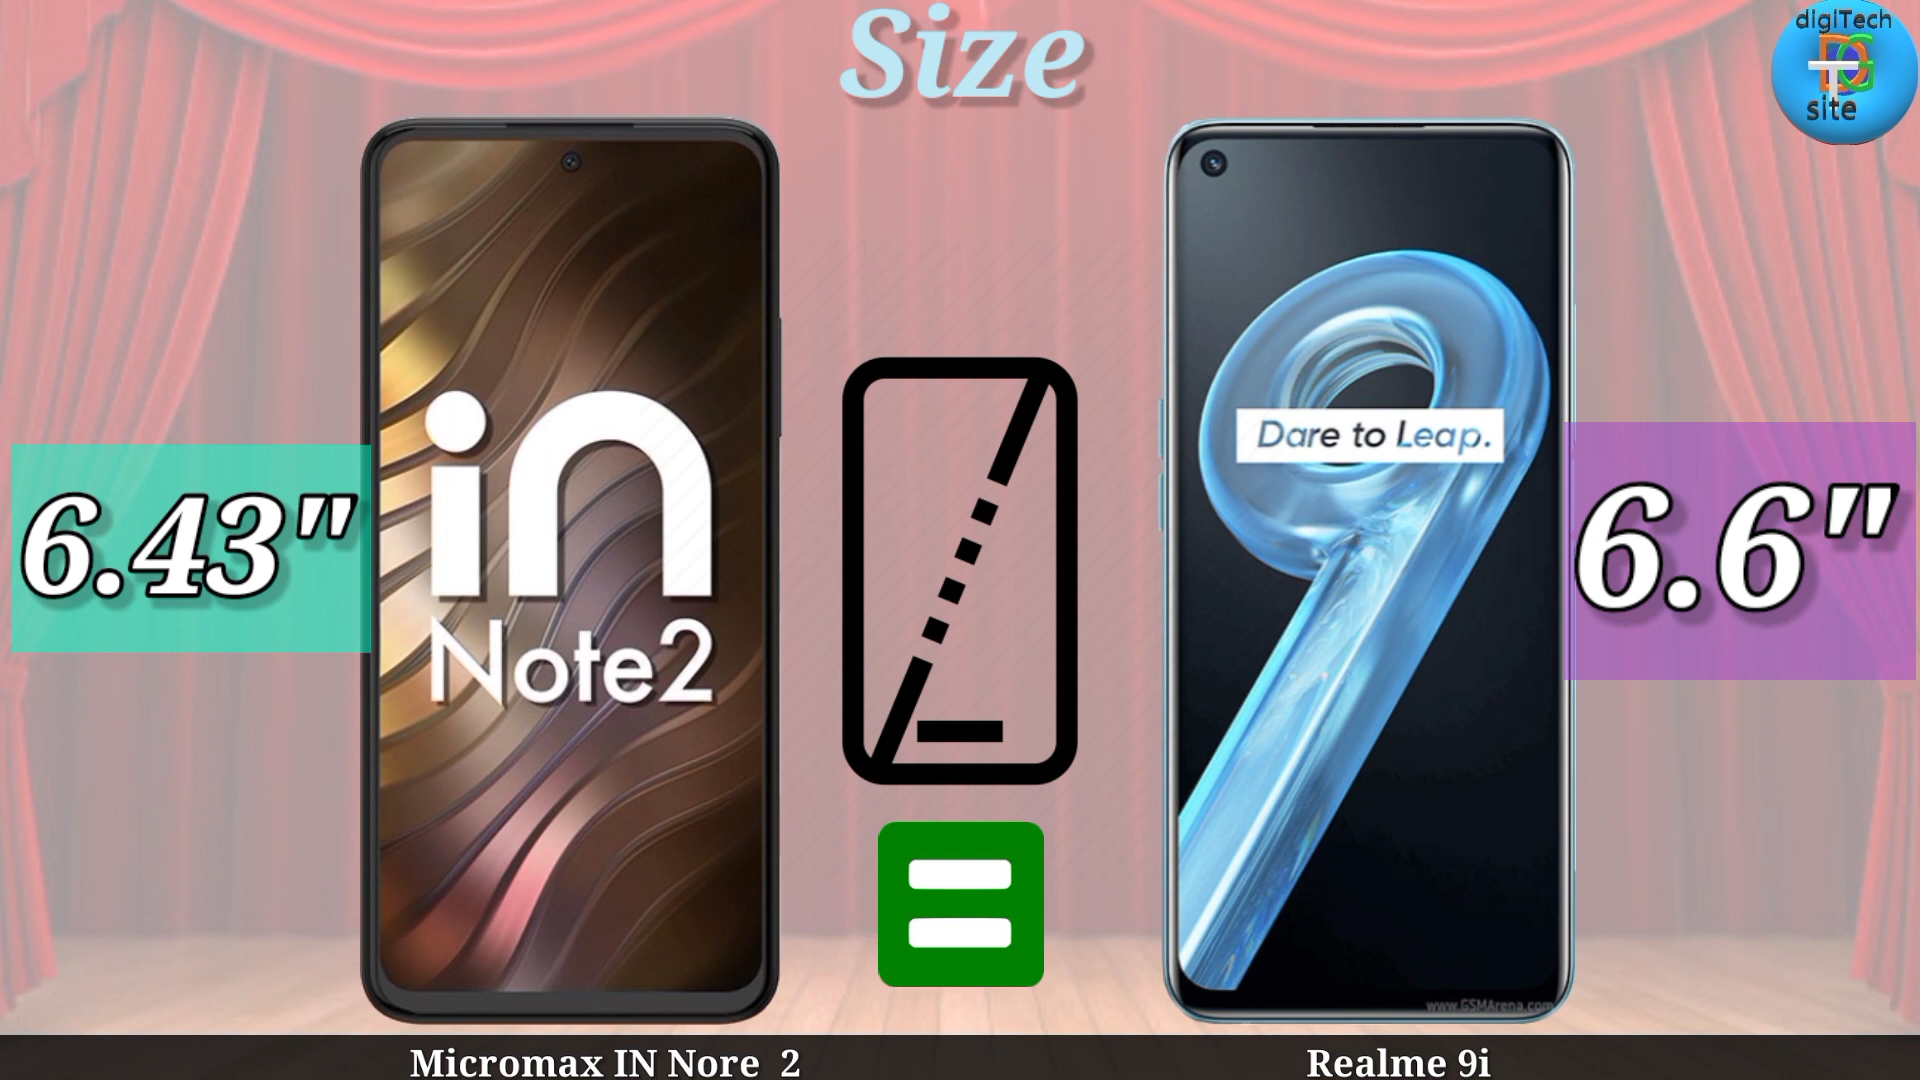 Size
digiTech
DG
site
in
Note2
Dare to Leap.
6.43"
6.6"
www.GSMArena.com
Micromax IN Nore 2
Realme 9i